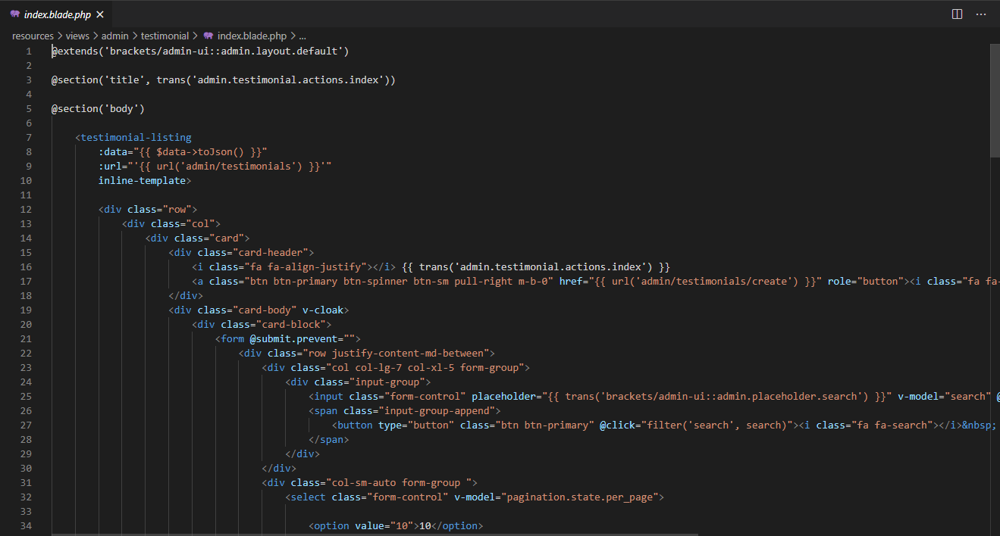 index.blade.php
resources > views > admin > testimonial > index.blade.php > ...
1 @extends('brackets/admin-ui::admin.layout.default')
2
3 @section('title', trans('admin.testimonial.actions.index'))
4
5 @section('body')
6
7 <testimonial-listing
8 :data="{{ $data->toJson() }}"
9 :url="'{{ url('admin/testimonials') }}'"
10 inline-template>
11
12 <div class="row">
13 <div class="col">
14 <div class="card">
15 <div class="card-header">
16 <i class="fa fa-align-justify"></i> {{ trans('admin.testimonial.actions.index') }}
17 <a class="btn btn-primary btn-spinner btn-sm pull-right m-b-0" href="{{ url('admin/testimonials/create') }}" role="button"><i class="fa fa-
18 </div>
19 <div class="card-body" v-cloak>
20 <div class="card-block">
21 <form @submit.prevent="">
22 <div class="row justify-content-md-between">
23 <div class="col col-lg-7 col-xl-5 form-group">
24 <div class="input-group">
25 <input class="form-control" placeholder="{{ trans('brackets/admin-ui::admin.placeholder.search') }}" v-model="search" @
26 <span class="input-group-append">
27 <button type="button" class="btn btn-primary" @click="filter('search', search)"><i class="fa fa-search"></i>&nbsp;
28 </span>
29 </div>
30 </div>
31 <div class="col-sm-auto form-group ">
32 <select class="form-control" v-model="pagination.state.per_page">
33
34 <option value="10">10</option>